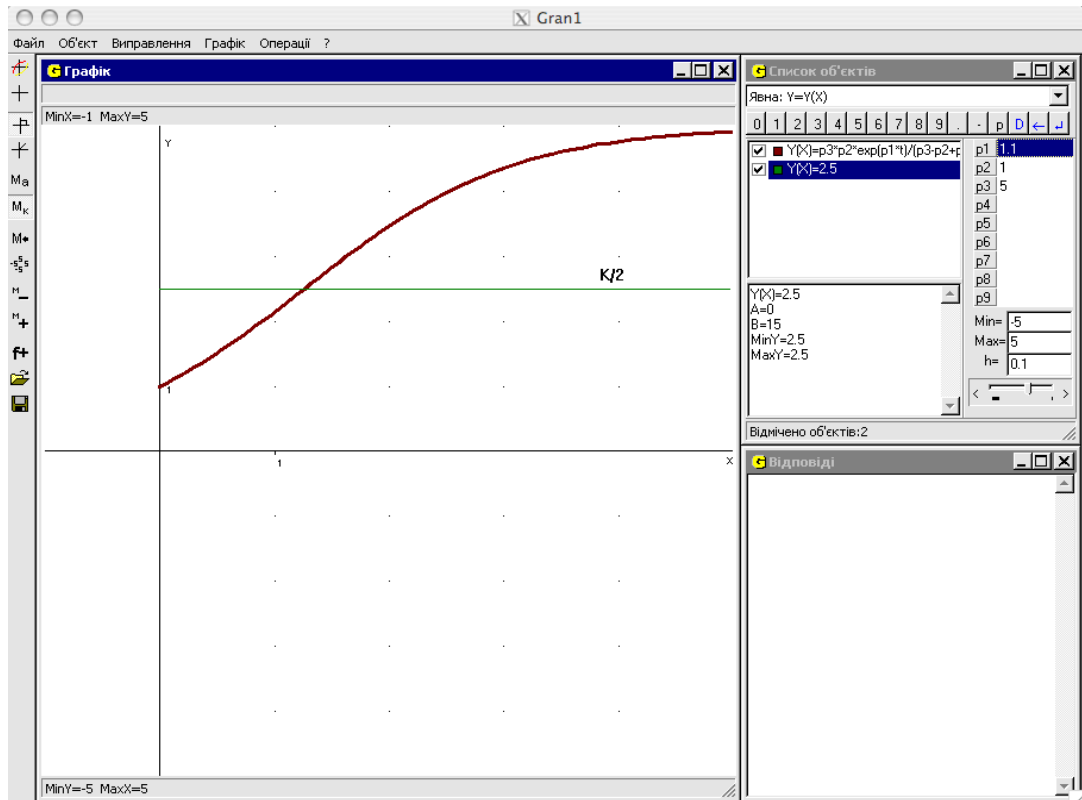 Gran1
Файл Об'єкт Виправлення Графік Операції ?
Графік
MinX=-1 MaxY=5
Y
K/2
1
1
X
MinY=-5 MaxX=5
Ma
Mк
M
-s s s
M
M+
f+
Список об'єктів
Явна: Y=Y(X)
0 1 2 3 4 5 6 7 8 9 . - p D ← ↵
Y(X)=p3*p2*exp(p1*t)/(p3-p2+p
Y(X)=2.5
p1 1.1
p2 1
p3 5
p4
p5
p6
p7
p8
p9
Y(X)=2.5
A=0
B=15
MinY=2.5
MaxY=2.5
Min= -5
Max= 5
h= 0.1
< >
Відмічено об'єктів:2
Відповіді